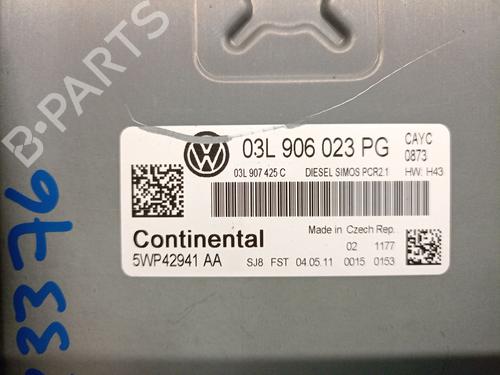 B-PARTS
03L 906 023 PG
CAYC
0873
03L 907 425 C DIESEL SIMOS PCR2.1 HW: H43
Continental
Made in Czech Rep.
02 1177
5WP42941 AA SJ8 FST 04.05.11 0015 0153
3376